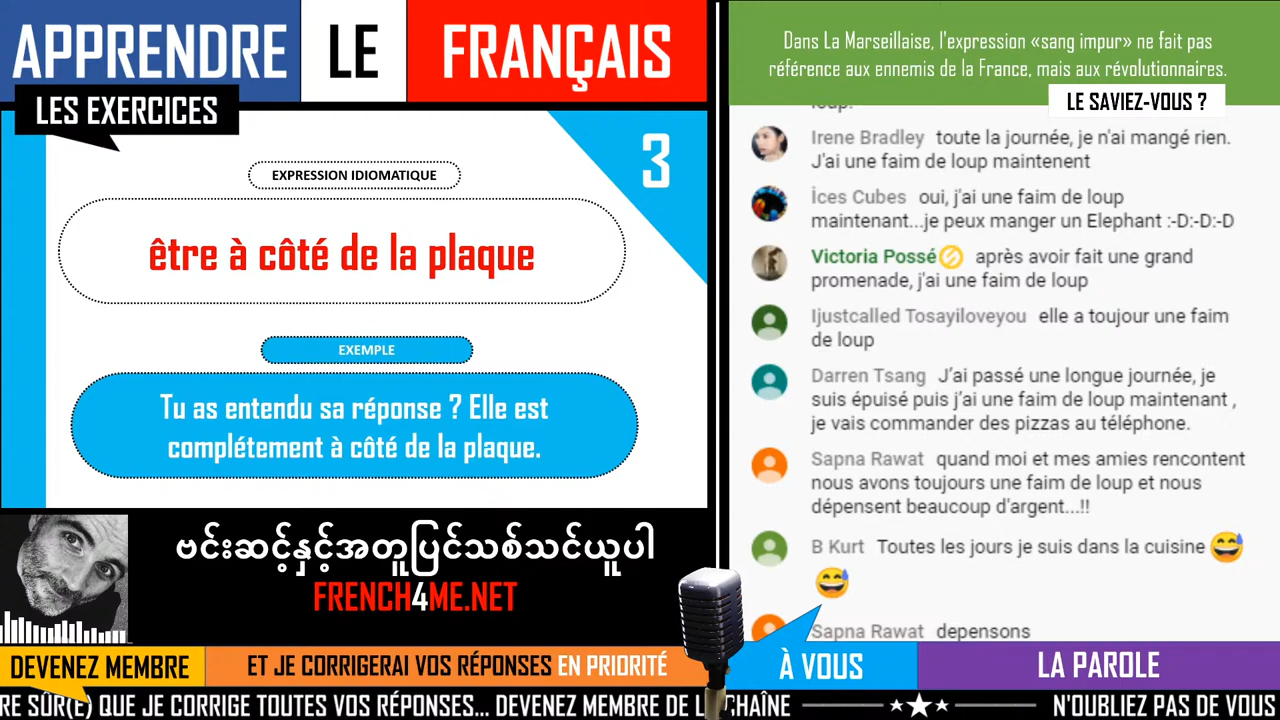 APPRENDRE LE FRANÇAIS
LES EXERCICES
3
EXPRESSION IDIOMATIQUE
être à côté de la plaque
EXEMPLE
Tu as entendu sa réponse ? Elle est
complétement à côté de la plaque.
ဗင်းဆင့်နှင့်အတူပြင်သစ်သင်ယူပါ
FRENCH4ME.NET
DEVENEZ MEMBRE
ET JE CORRIGERAI VOS RÉPONSES EN PRIORITÉ
Dans La Marseillaise, l'expression «sang impur» ne fait pas
référence aux ennemis de la France, mais aux révolutionnaires.
LE SAVIEZ-VOUS ?
loup.
Irene Bradley toute la journée, je n'ai mangé rien.
J'ai une faim de loup maintenent
İces Cubes oui, j'ai une faim de loup
maintenant...je peux manger un Elephant :-D:-D:-D
Victoria Possé après avoir fait une grand
promenade, j'ai une faim de loup
Ijustcalled Tosayiloveyou elle a toujour une faim
de loup
Darren Tsang J'ai passé une longue journée, je
suis épuisé puis j'ai une faim de loup maintenant ,
je vais commander des pizzas au téléphone.
Sapna Rawat quand moi et mes amies rencontent
nous avons toujours une faim de loup et nous
dépensent beaucoup d'argent...!!
B Kurt Toutes les jours je suis dans la cuisine 😅
😅
Sapna Rawat depensons
À VOUS LA PAROLE
RE SÛR(E) QUE JE CORRIGE TOUTES VOS RÉPONSES... DEVENEZ MEMBRE DE L CHAÎNE ★ N'OUBLIEZ PAS DE VOUS